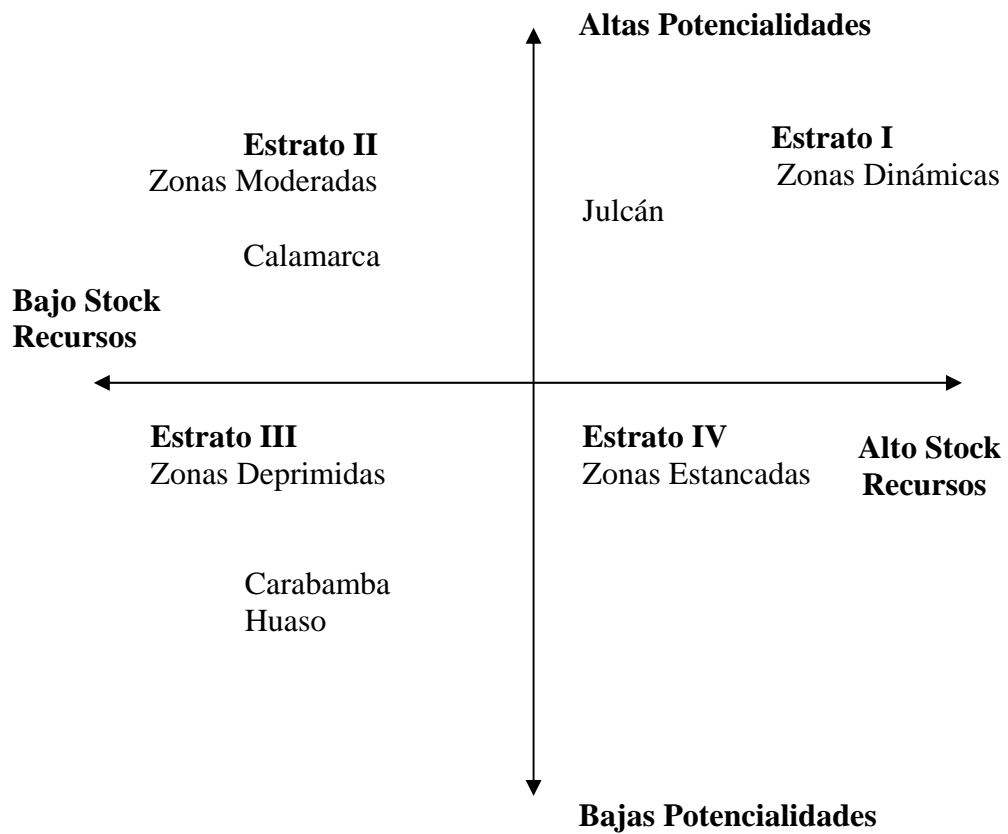 Altas Potencialidades
Estrato II
Zonas Moderadas
Calamarca
Estrato I
Zonas Dinámicas
Julcán
Bajo Stock
Recursos
Estrato III
Zonas Deprimidas
Carabamba
Huaso
Estrato IV
Zonas Estancadas
Alto Stock
Recursos
Bajas Potencialidades